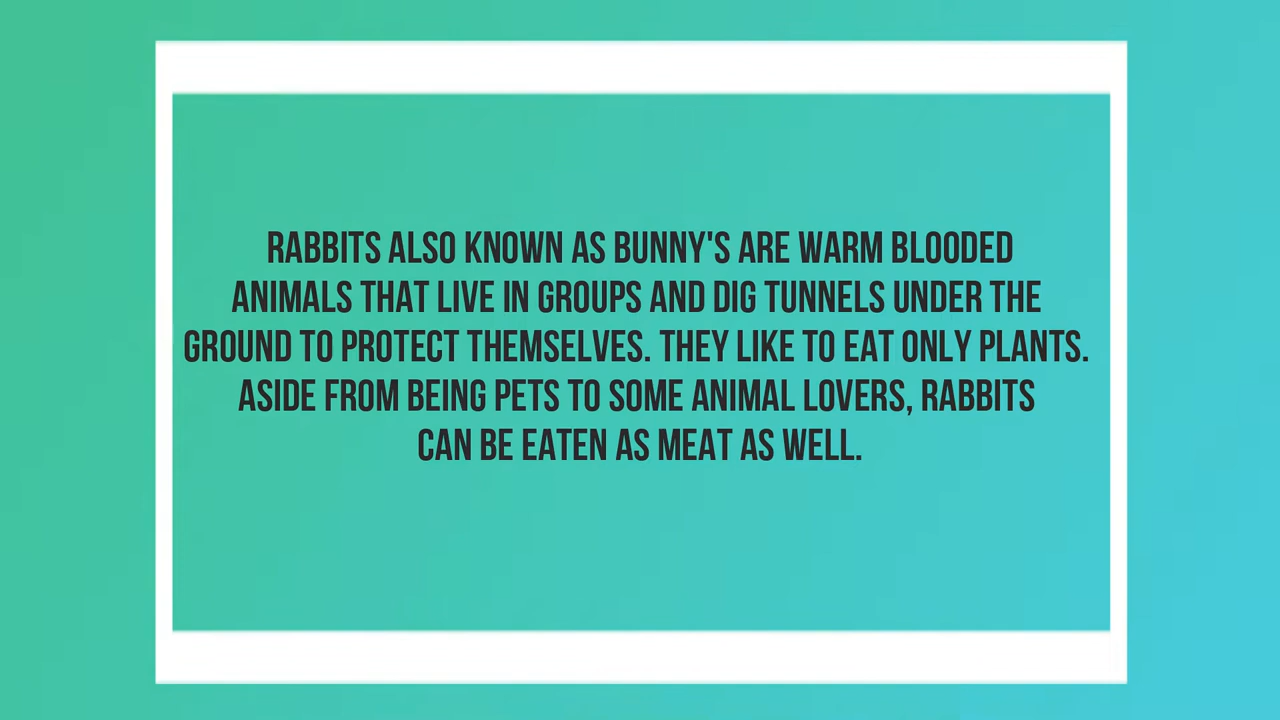 RABBITS ALSO KNOWN AS BUNNY'S ARE WARM BLOODED
ANIMALS THAT LIVE IN GROUPS AND DIG TUNNELS UNDER THE
GROUND TO PROTECT THEMSELVES. THEY LIKE TO EAT ONLY PLANTS.
ASIDE FROM BEING PETS TO SOME ANIMAL LOVERS, RABBITS
CAN BE EATEN AS MEAT AS WELL.